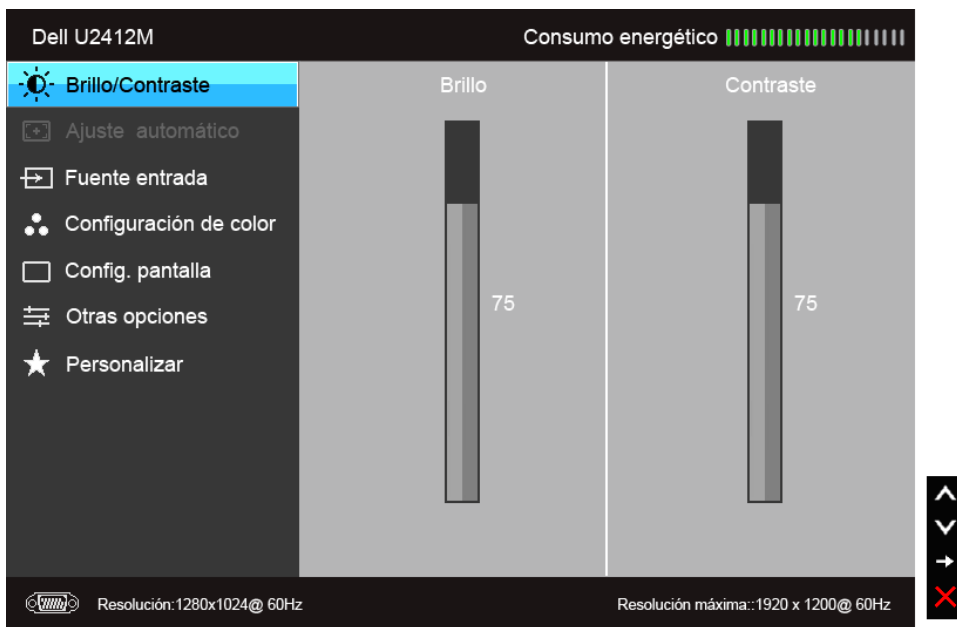 Dell U2412M
Consumo energético
Brillo/Contraste
Ajuste automático
Fuente entrada
Configuración de color
Config. pantalla
Otras opciones
Personalizar
Brillo
Contraste
75
75
Resolución:1280x1024@ 60Hz
Resolución máxima::1920 x 1200@ 60Hz